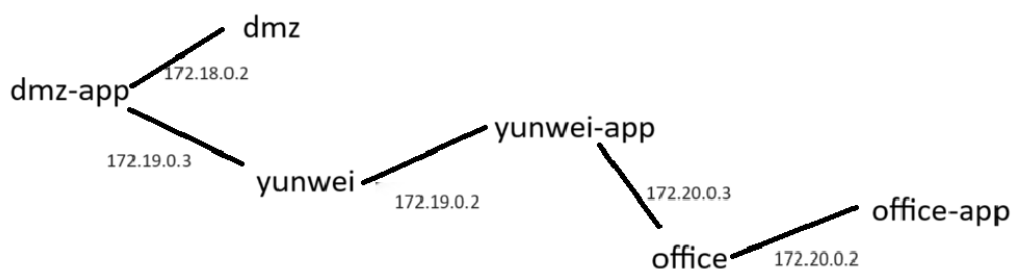 dmz
172.18.0.2
dmz-app
yunwei-app
172.19.0.3
yunwei
172.19.0.2
172.20.0.3
office-app
office
172.20.0.2